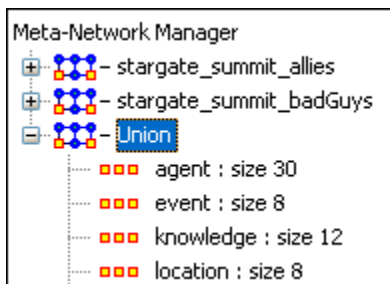 Meta-Network Manager
stargate_summit_allies
stargate_summit_badGuys
Union
agent : size 30
event : size 8
knowledge : size 12
location : size 8